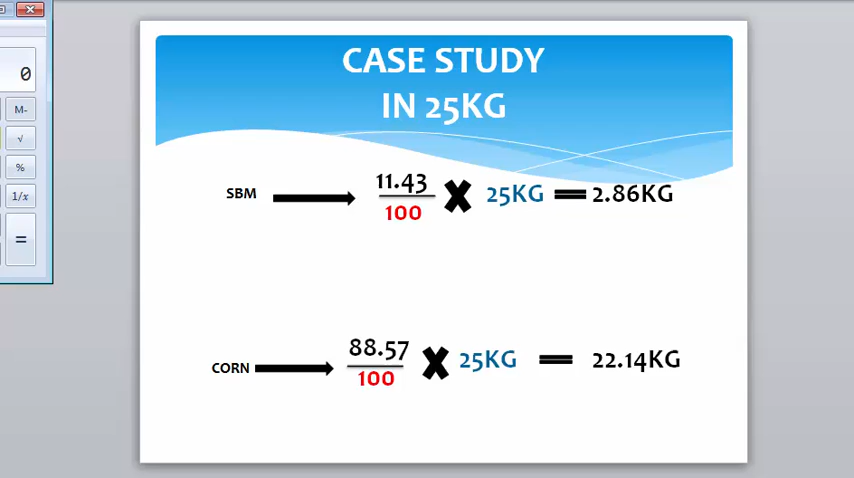 0
M-
√
%
1/x
=
CASE STUDY
IN 25KG
SBM 11.43 25KG = 2.86KG
100
CORN 88.57 25KG = 22.14KG
100